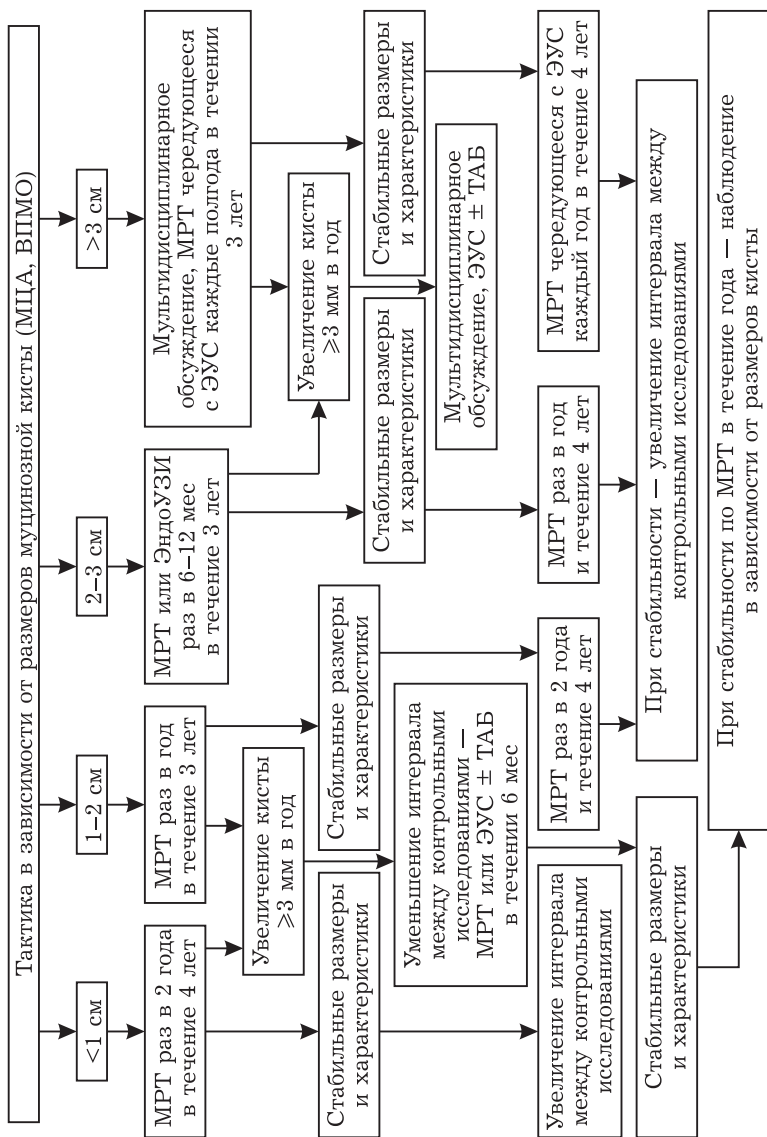 Тактика в зависимости от размеров муцинозной кисты (МЦА, ВПМО)
<1 см
1–2 см
2–3 см
>3 см
МРТ раз в 2 года
в течение 4 лет
МРТ раз в год
в течение 3 лет
МРТ или ЭндоУЗИ
раз в 6–12 мес
в течение 3 лет
Мультидисциплинарное
обсуждение, МРТ чередующееся
с ЭУС каждые полгода в течении
3 лет
Увеличение кисты
⩾3 мм в год
Увеличение кисты
⩾3 мм в год
Стабильные размеры
и характеристики
Стабильные размеры
и характеристики
Стабильные размеры
и характеристики
Стабильные размеры
и характеристики
Уменьшение интервала
между контрольными
исследованиями —
МРТ или ЭУС ± ТАБ
в течении 6 мес
Мультидисциплинарное
обсуждение, ЭУС ± ТАБ
Увеличение интервала
между контрольными
исследованиями
МРТ раз в 2 года
и течение 4 лет
МРТ раз в год
и течение 4 лет
МРТ чередующееся с ЭУС
каждый год в течение 4 лет
Стабильные размеры
и характеристики
При стабильности — увеличение интервала между
контрольными исследованиями
При стабильности по МРТ в течение года — наблюдение
в зависимости от размеров кисты